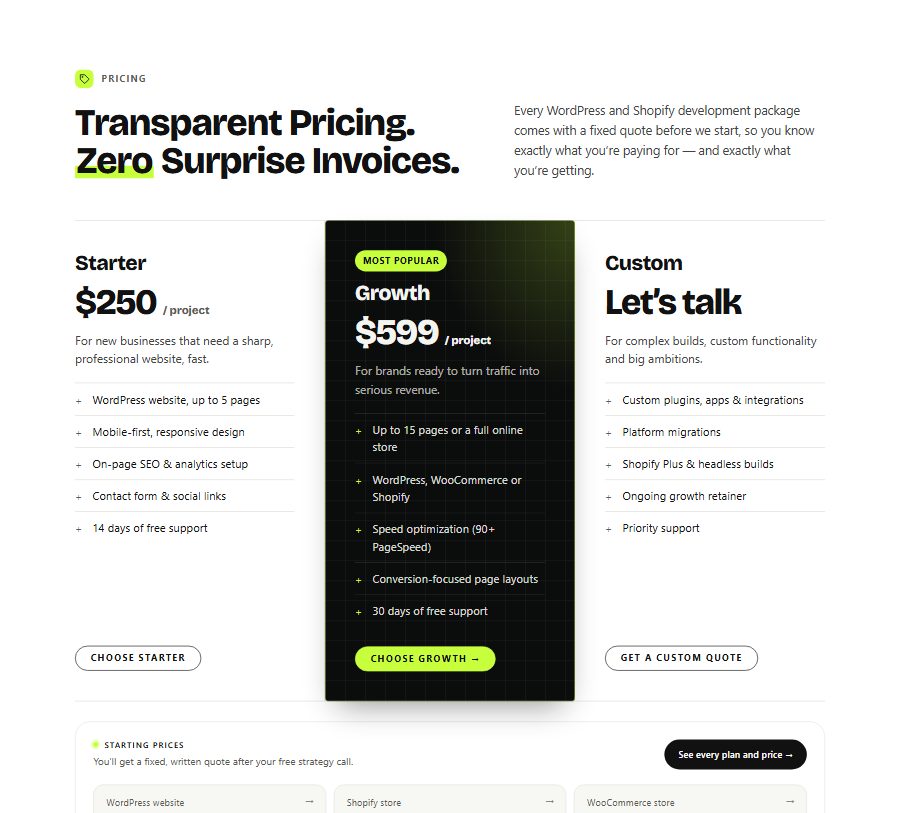 PRICING
Transparent Pricing.
Zero Surprise Invoices.
Every WordPress and Shopify development package
comes with a fixed quote before we start, so you know
exactly what you're paying for — and exactly what
you're getting.
Starter
$250 / project
For new businesses that need a sharp,
professional website, fast.
+ WordPress website, up to 5 pages
+ Mobile-first, responsive design
+ On-page SEO & analytics setup
+ Contact form & social links
+ 14 days of free support
CHOOSE STARTER
MOST POPULAR
Growth
$599 / project
For brands ready to turn traffic into
serious revenue.
+ Up to 15 pages or a full online
store
+ WordPress, WooCommerce or
Shopify
+ Speed optimization (90+
PageSpeed)
+ Conversion-focused page layouts
+ 30 days of free support
CHOOSE GROWTH →
Custom
Let's talk
For complex builds, custom functionality
and big ambitions.
+ Custom plugins, apps & integrations
+ Platform migrations
+ Shopify Plus & headless builds
+ Ongoing growth retainer
+ Priority support
GET A CUSTOM QUOTE
STARTING PRICES
You'll get a fixed, written quote after your free strategy call.
See every plan and price →
WordPress website →
Shopify store →
WooCommerce store →